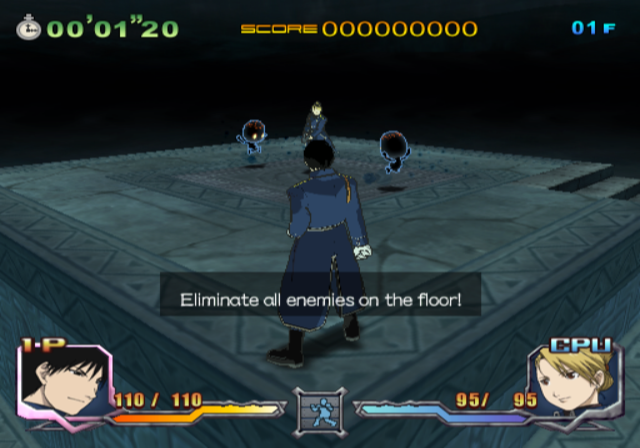 00'01"20
SCORE 000000000
01 F
Eliminate all enemies on the floor!
1-P
110 / 110
CPU
95/ 95